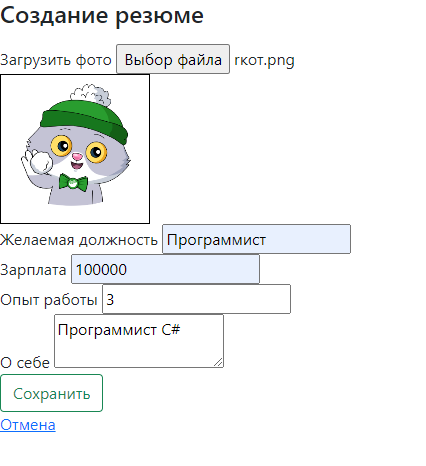 Создание резюме
Загрузить фото Выбор файла гкот.png
Желаемая должность Программист
Зарплата 100000
Опыт работы 3
Программист C#
О себе
Сохранить
Отмена